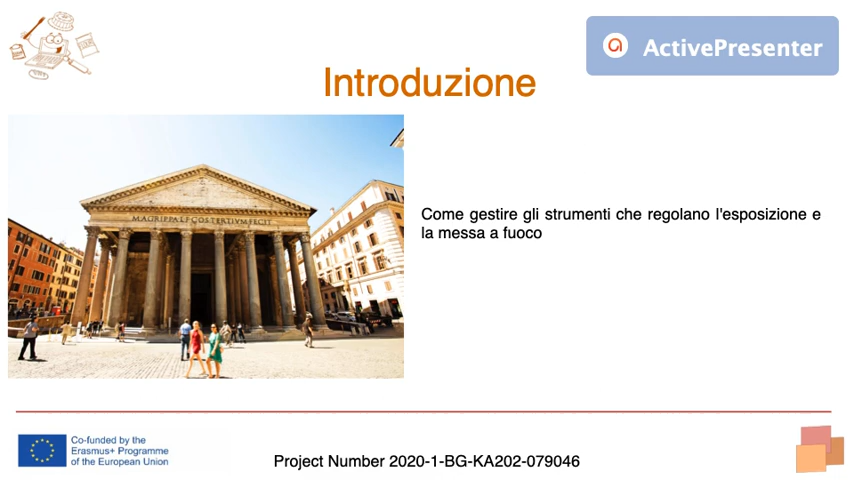 ActivePresenter
Introduzione
M·AGRIPPA·L·F·COS·TERTIVM·FECIT
Come gestire gli strumenti che regolano l'esposizione e
la messa a fuoco
Co-funded by the
Erasmus+ Programme
of the European Union
Project Number 2020-1-BG-KA202-079046